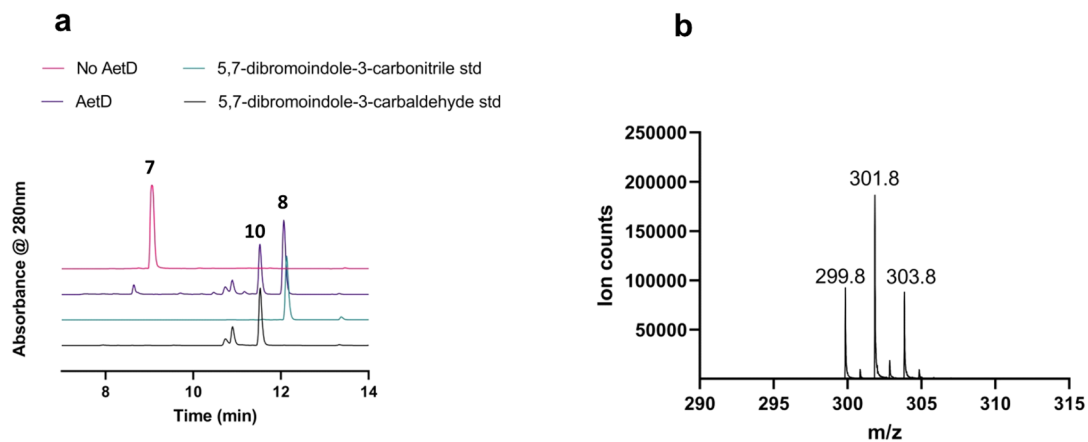 a
No AetD
5,7-dibromoindole-3-carbonitrile std
AetD
5,7-dibromoindole-3-carbaldehyde std
Absorbance @ 280nm
7
10
8
8
10
12
14
Time (min)
b
Ion counts
250000
200000
150000
100000
50000
299.8
301.8
303.8
290
295
300
305
310
315
m/z